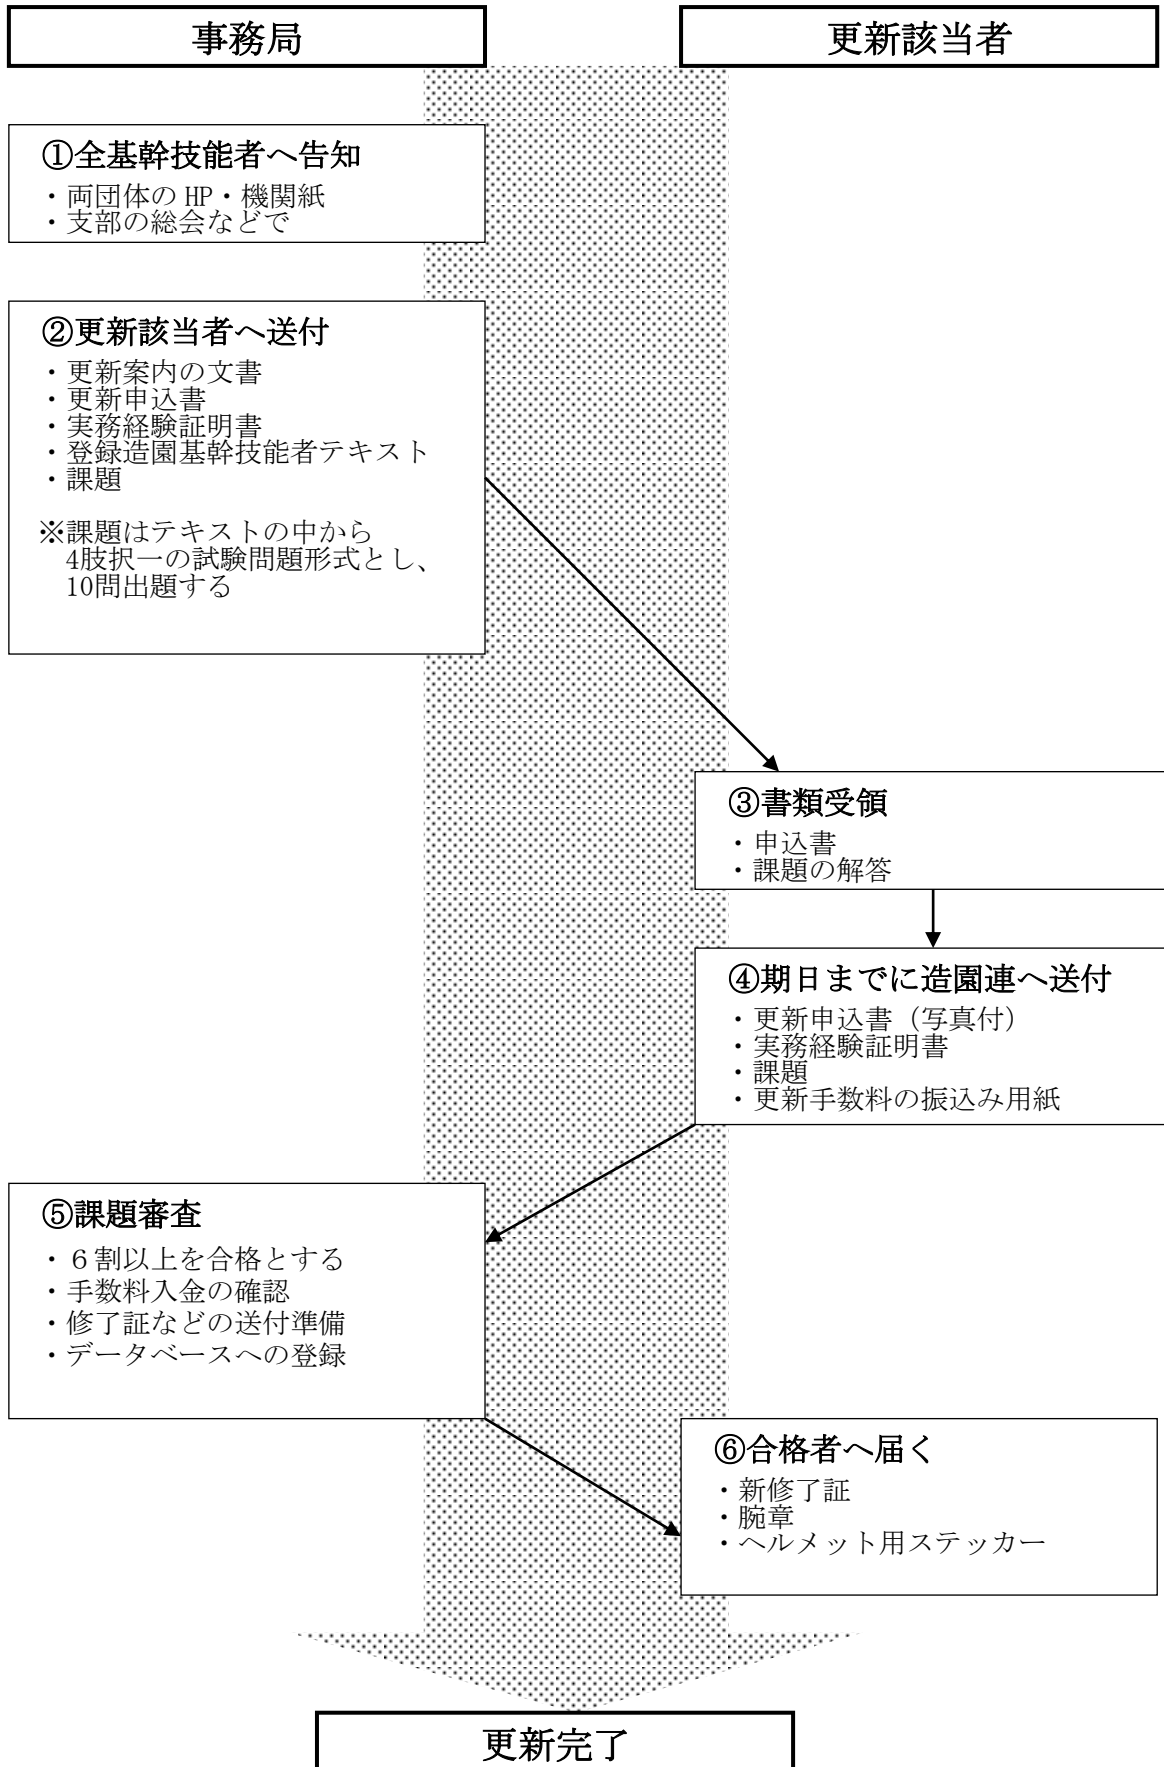 事務局
更新該当者
①全基幹技能者へ告知
・両団体の HP・機関紙
・支部の総会などで
②更新該当者へ送付
・更新案内の文書
・更新申込書
・実務経験証明書
・登録造園基幹技能者テキスト
・課題
※課題はテキストの中から
4肢択一の試験問題形式とし、
10問出題する
③書類受領
・申込書
・課題の解答
④期日までに造園連へ送付
・更新申込書（写真付）
・実務経験証明書
・課題
・更新手数料の振込み用紙
⑤課題審査
・６割以上を合格とする
・手数料入金の確認
・修了証などの送付準備
・データベースへの登録
⑥合格者へ届く
・新修了証
・腕章
・ヘルメット用ステッカー
更新完了